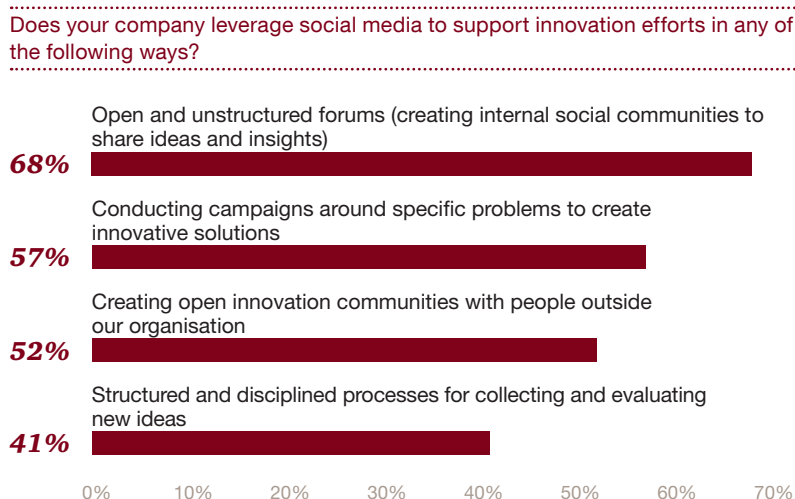 Does your company leverage social media to support innovation efforts in any of
the following ways?
Open and unstructured forums (creating internal social communities to
share ideas and insights)
68%
Conducting campaigns around specific problems to create
innovative solutions
57%
Creating open innovation communities with people outside
our organisation
52%
Structured and disciplined processes for collecting and evaluating
new ideas
41%
0% 10% 20% 30% 40% 50% 60% 70%